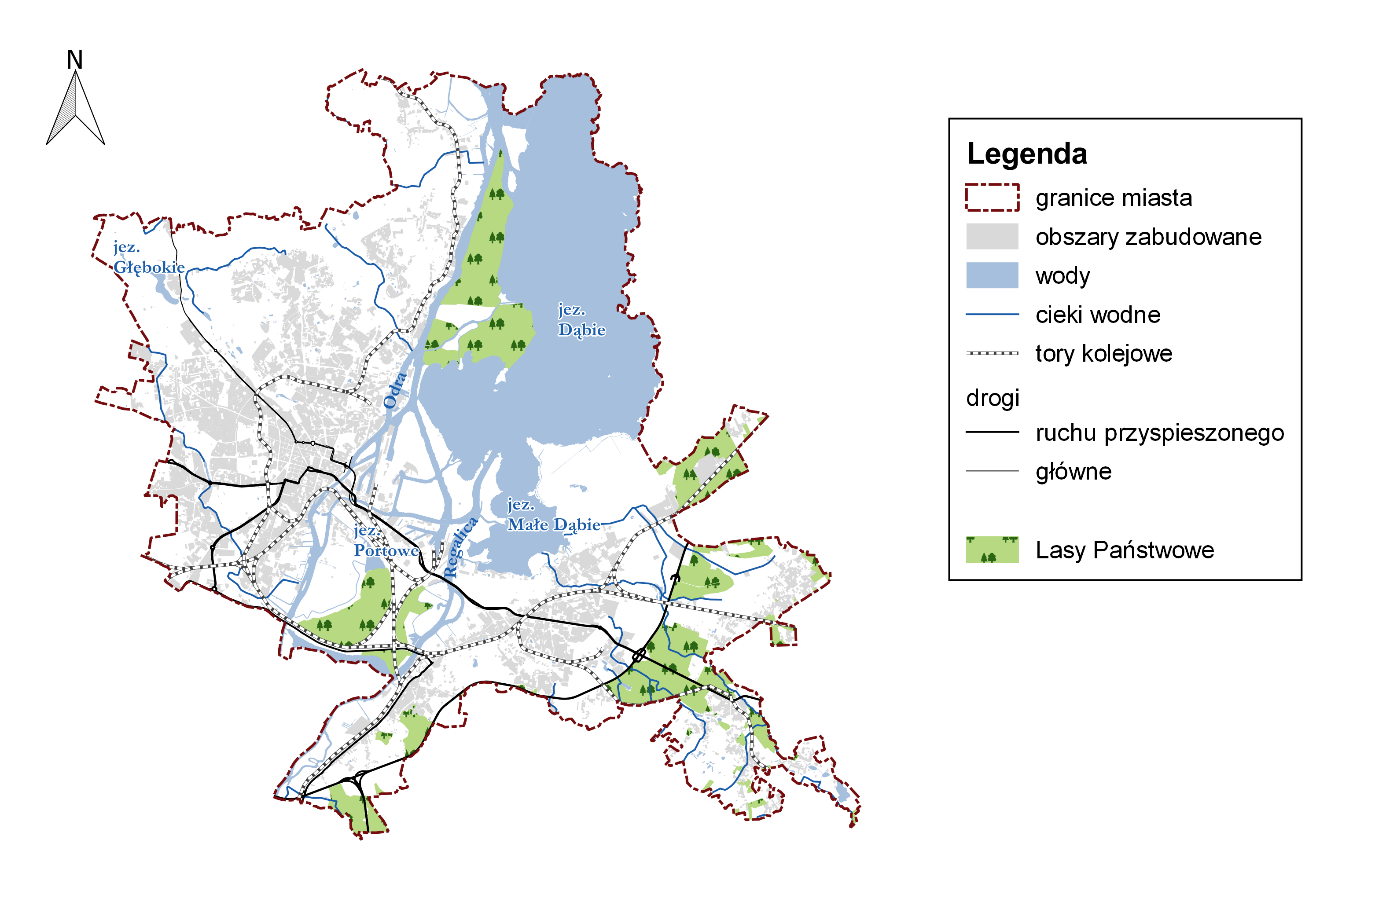 N
jez.
Głębokie
jez.
Dąbie
Odra
jez.
Małe Dąbie
jez.
Portowe
Regalica
Legenda
granice miasta
obszary zabudowane
wody
cieki wodne
tory kolejowe
drogi
ruchu przyspieszonego
główne
Lasy Państwowe